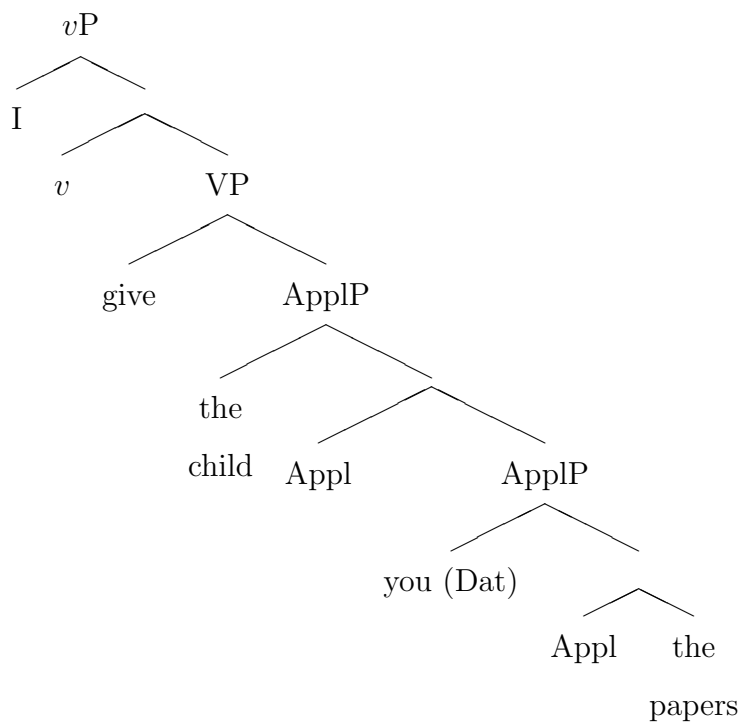 vP
I
v VP
give ApplP
the
child Appl ApplP
you (Dat)
Appl the
papers